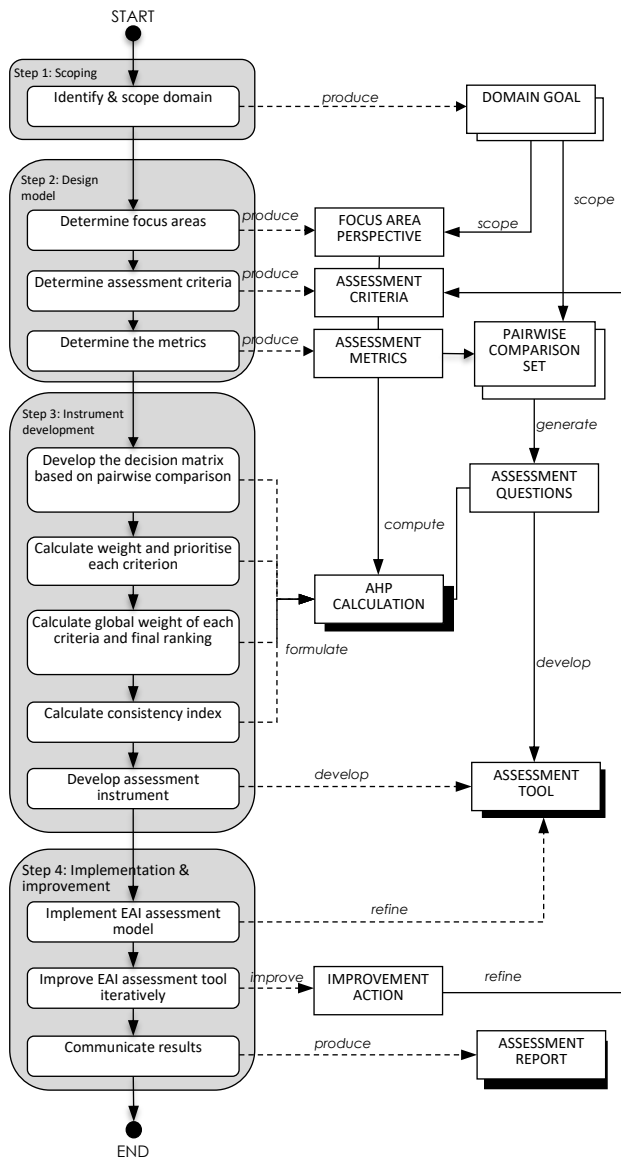 START
Step 1: Scoping
Identify & scope domain
produce
DOMAIN GOAL
Step 2: Design
model
scope
Determine focus areas
produce
FOCUS AREA
PERSPECTIVE
scope
Determine assessment criteria
produce
ASSESSMENT
CRITERIA
Determine the metrics
produce
ASSESSMENT
METRICS
PAIRWISE
COMPARISON
SET
Step 3: Instrument
development
generate
Develop the decision matrix
based on pairwise comparison
ASSESSMENT
QUESTIONS
compute
Calculate weight and prioritise
each criterion
AHP
CALCULATION
Calculate global weight of each
criteria and final ranking
formulate
develop
Calculate consistency index
Develop assessment
instrument
develop
ASSESSMENT
TOOL
Step 4: Implementation &
improvement
Implement EAI assessment
model
refine
Improve EAI assessment tool
iteratively
improve
IMPROVEMENT
ACTION
refine
Communicate results
produce
ASSESSMENT
REPORT
END